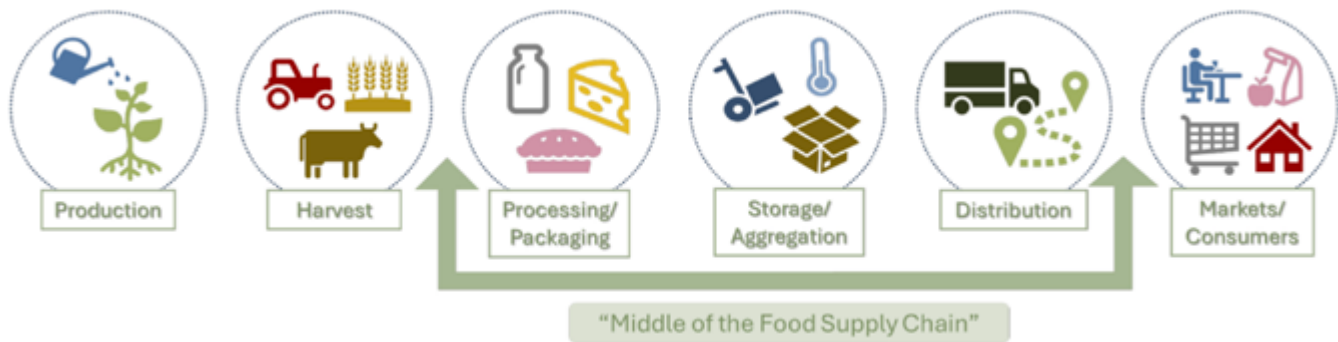 Production
Harvest
Processing/
Packaging
Storage/
Aggregation
Distribution
Markets/
Consumers
“Middle of the Food Supply Chain”